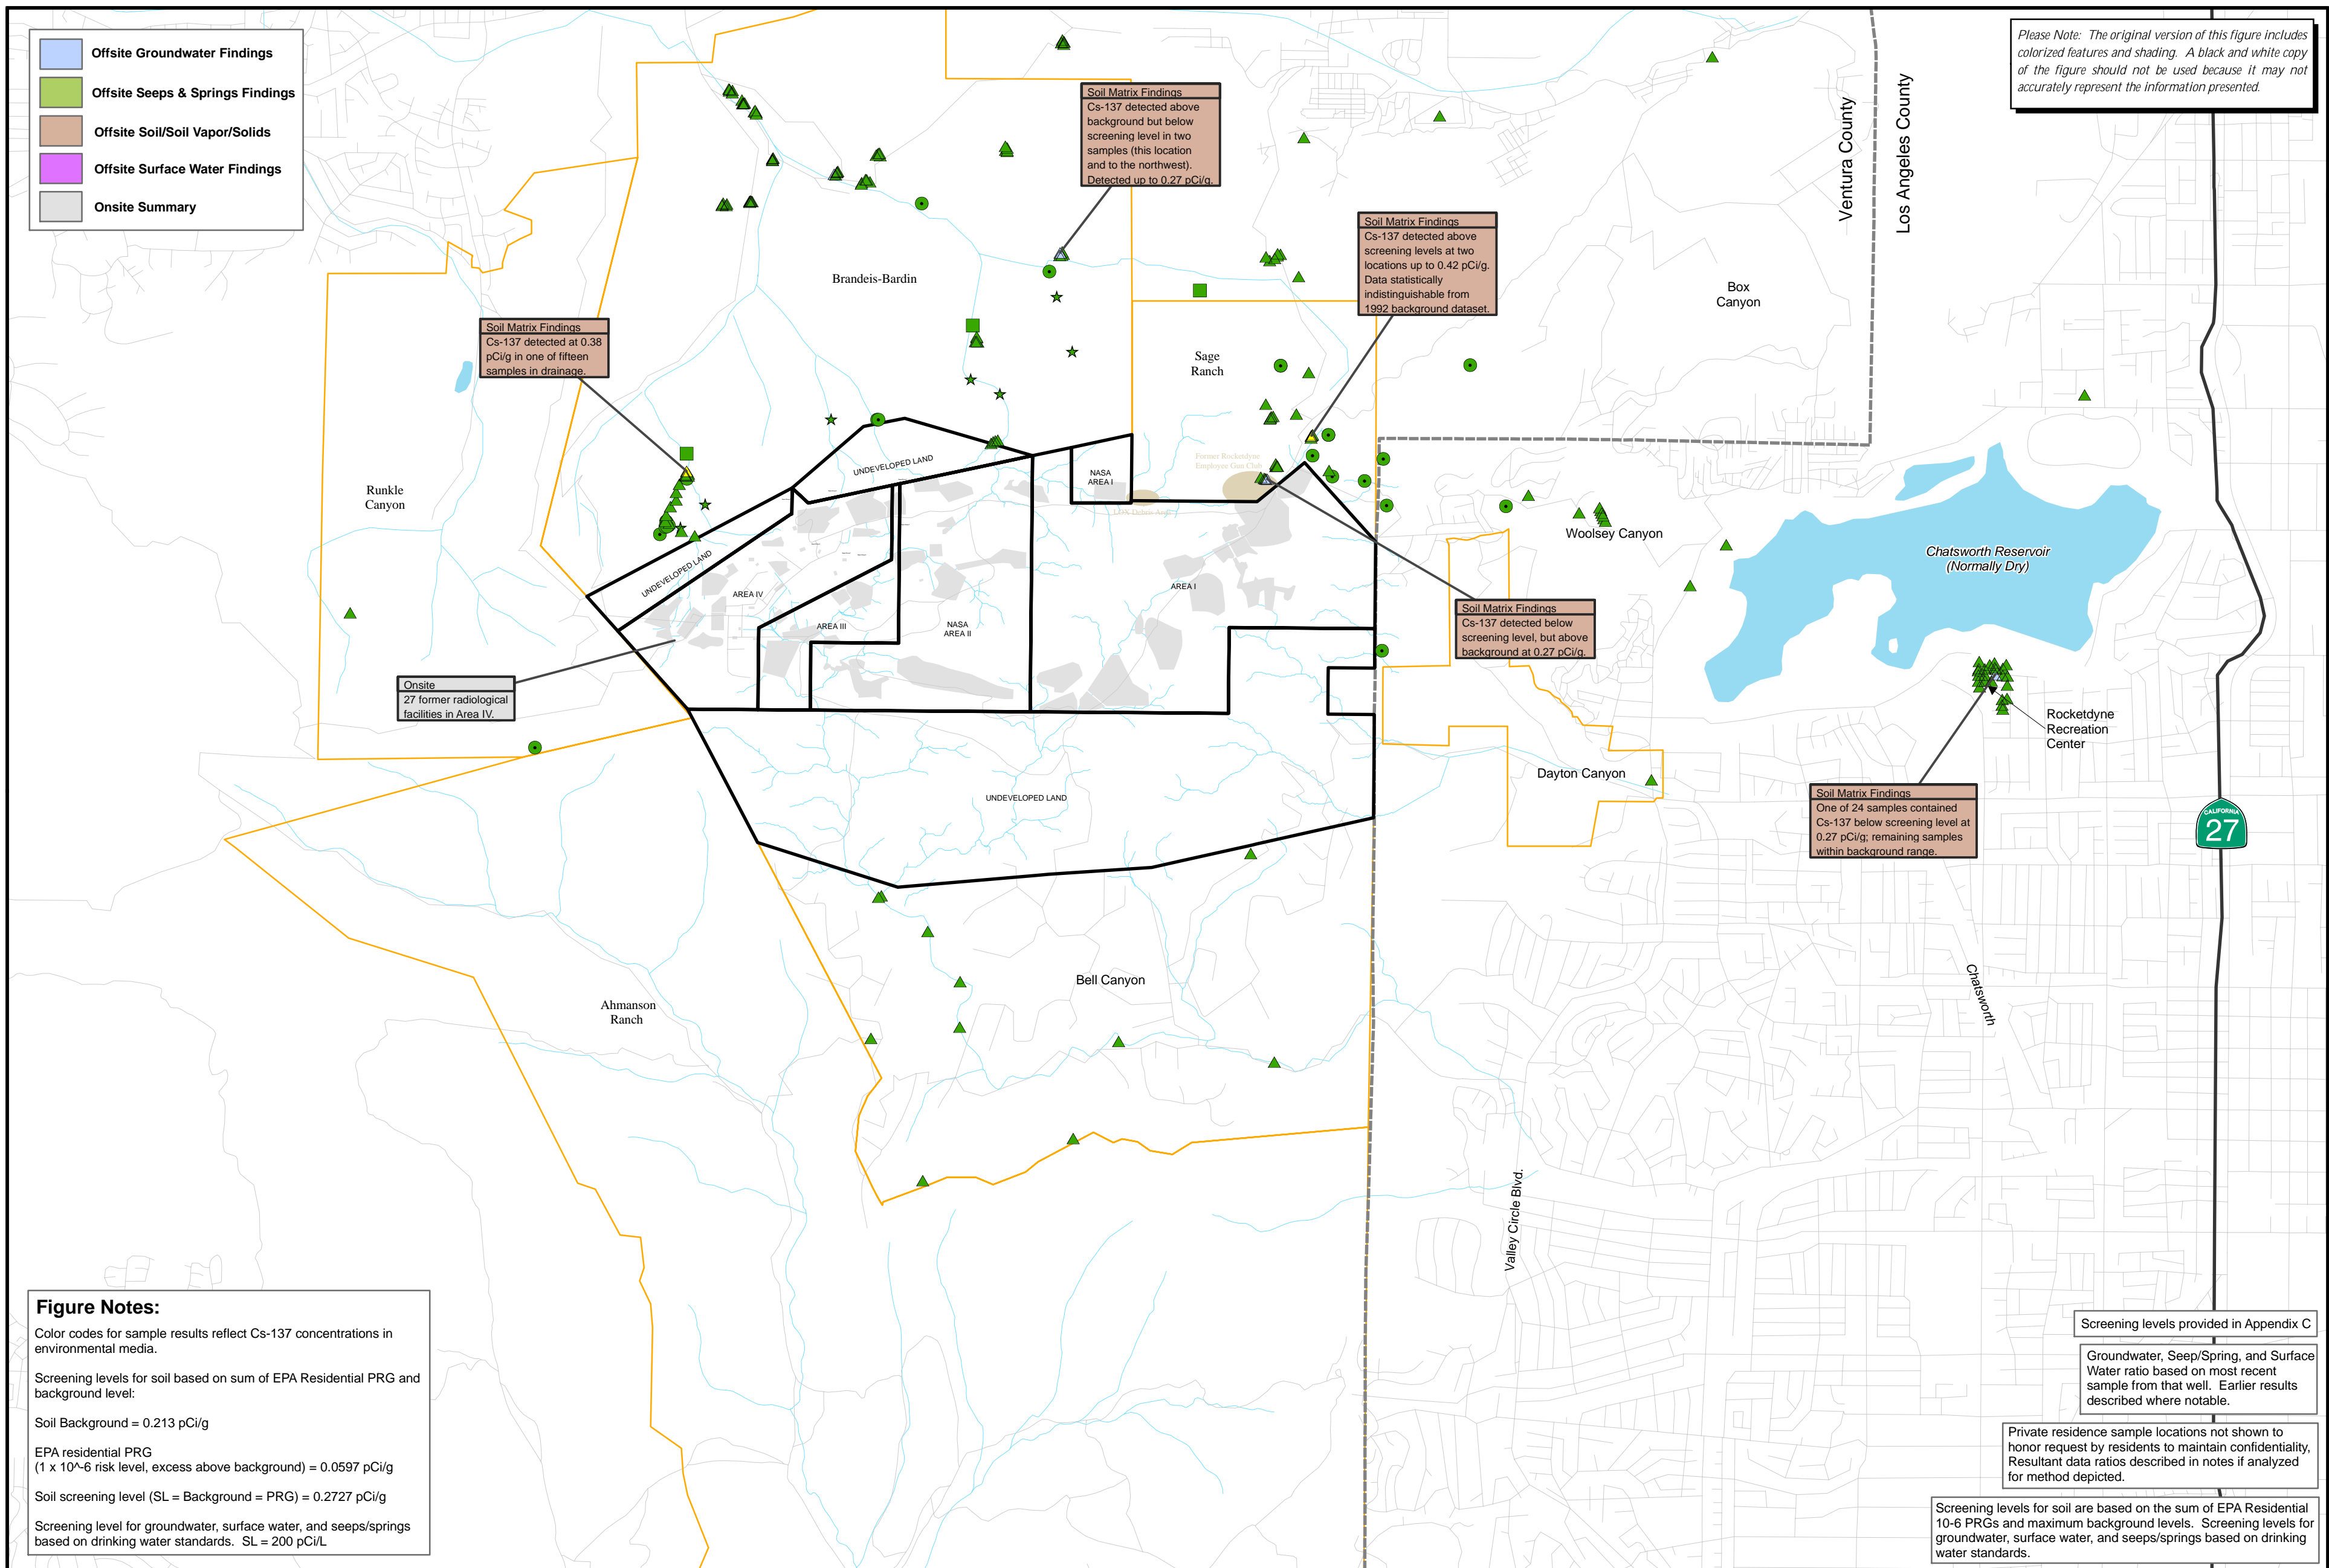 Offsite Groundwater Findings
Offsite Seeps & Springs Findings
Offsite Soil/Soil Vapor/Solids
Offsite Surface Water Findings
Onsite Summary
Please Note: The original version of this figure includes
colorized features and shading. A black and white copy
of the figure should not be used because it may not
accurately represent the information presented.
Ventura County
Los Angeles County
Soil Matrix Findings
Cs-137 detected above
background but below
screening level in two
samples (this location
and to the northwest).
Detected up to 0.27 pCi/g.
Soil Matrix Findings
Cs-137 detected above
screening levels at two
locations up to 0.42 pCi/g.
Data statistically
indistinguishable from
1992 background dataset.
Brandeis-Bardin
Box
Canyon
Soil Matrix Findings
Cs-137 detected at 0.38
pCi/g in one of fifteen
samples in drainage.
Sage
Ranch
Runkle
Canyon
UNDEVELOPED LAND
NASA
AREA I
Former Rocketdyne
Employee Gun Club
LOX Debris Area
Woolsey Canyon
Chatsworth Reservoir
(Normally Dry)
UNDEVELOPED LAND
AREA IV
AREA III
NASA
AREA II
AREA I
Soil Matrix Findings
Cs-137 detected below
screening level, but above
background at 0.27 pCi/g.
Onsite
27 former radiological
facilities in Area IV.
Rocketdyne
Recreation
Center
Dayton Canyon
UNDEVELOPED LAND
Soil Matrix Findings
One of 24 samples contained
Cs-137 below screening level at
0.27 pCi/g; remaining samples
within background range.
CALIFORNIA
27
Bell Canyon
Ahmanson
Ranch
Chatsworth
Valley Circle Blvd.
Figure Notes:
Color codes for sample results reflect Cs-137 concentrations in
environmental media.
Screening levels for soil based on sum of EPA Residential PRG and
background level:
Soil Background = 0.213 pCi/g
EPA residential PRG
(1 x 10^-6 risk level, excess above background) = 0.0597 pCi/g
Soil screening level (SL = Background = PRG) = 0.2727 pCi/g
Screening level for groundwater, surface water, and seeps/springs
based on drinking water standards. SL = 200 pCi/L
Screening levels provided in Appendix C
Groundwater, Seep/Spring, and Surface
Water ratio based on most recent
sample from that well. Earlier results
described where notable.
Private residence sample locations not shown to
honor request by residents to maintain confidentiality,
Resultant data ratios described in notes if analyzed
for method depicted.
Screening levels for soil are based on the sum of EPA Residential
10-6 PRGs and maximum background levels. Screening levels for
groundwater, surface water, and seeps/springs based on drinking
water standards.